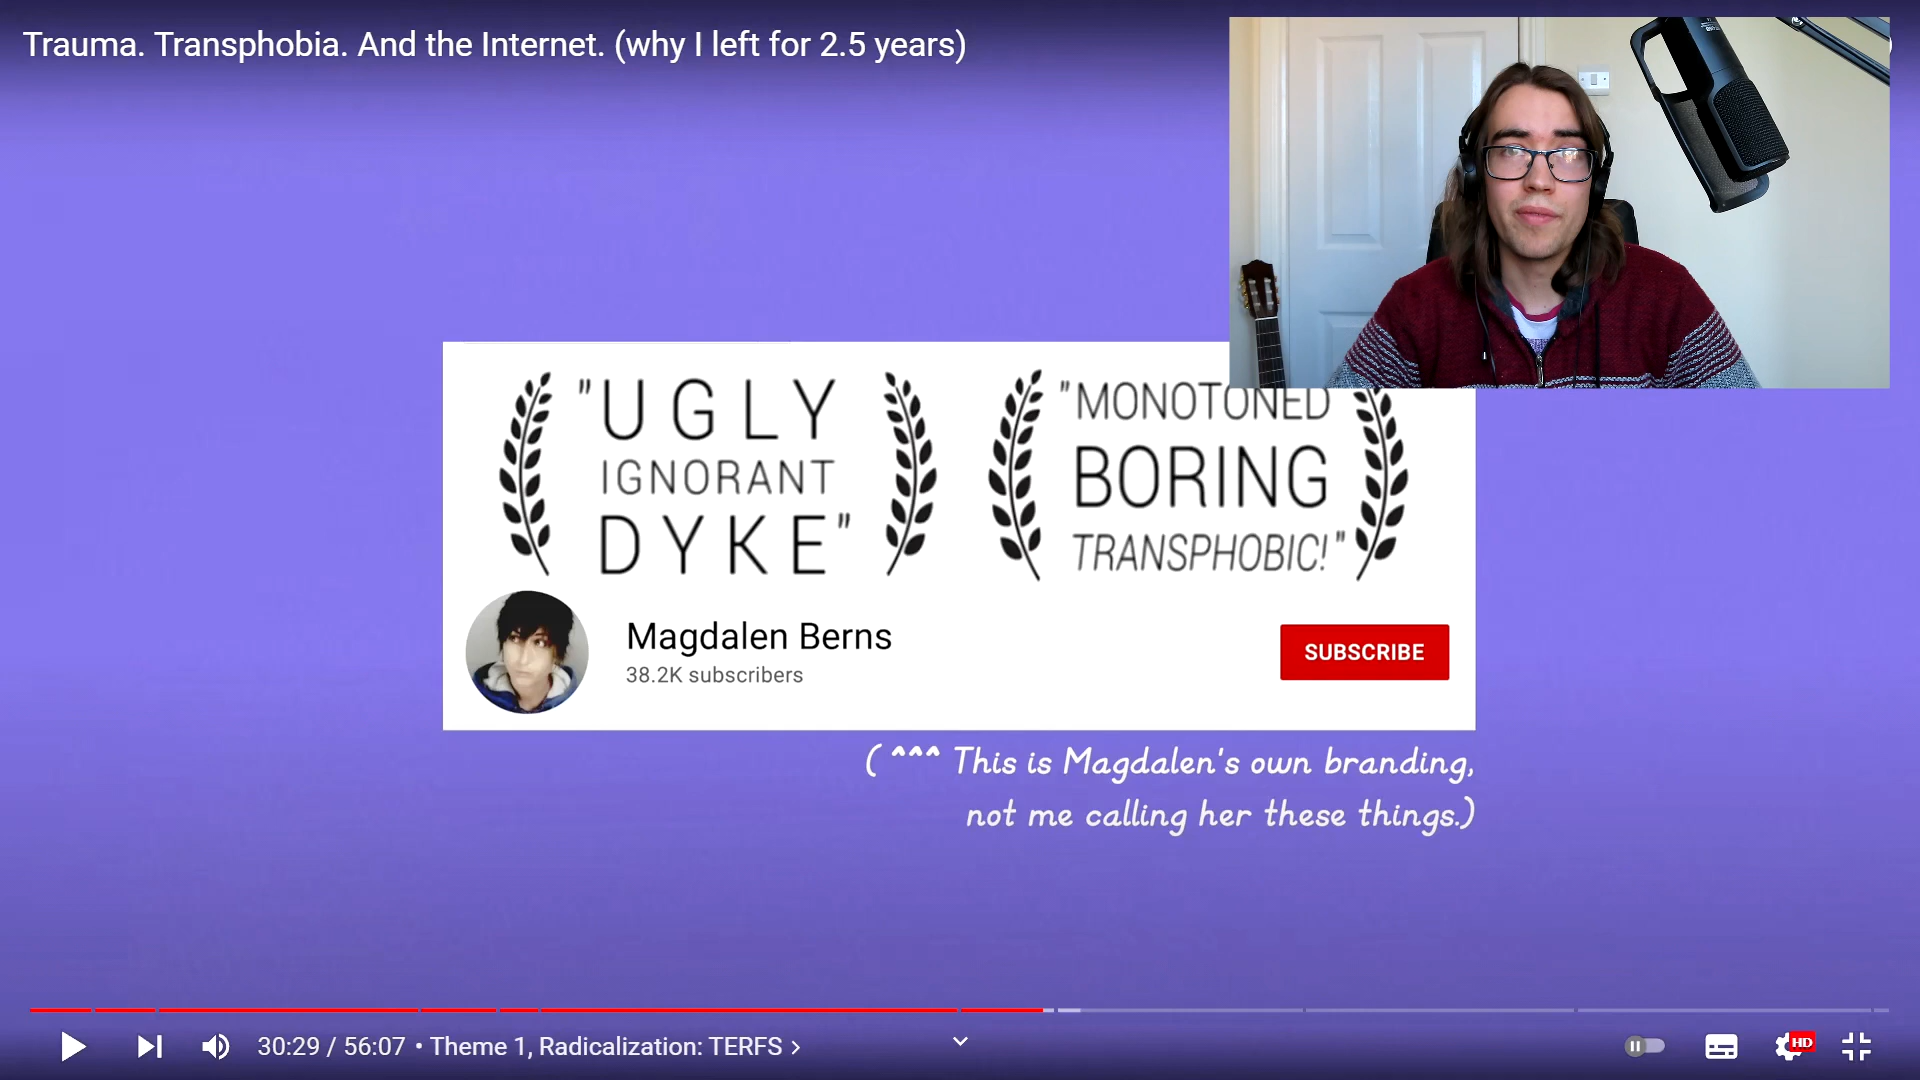 Trauma. Transphobia. And the Internet. (why I left for 2.5 years)
"UGLY
IGNORANT
DYKE"
"MONOTONED
BORING
TRANSPHOBIC!"
Magdalen Berns
38.2K subscribers
SUBSCRIBE
( ^^^ This is Magdalen's own branding,
not me calling her these things.)
30:29 / 56:07 • Theme 1, Radicalization: TERFS >
HD